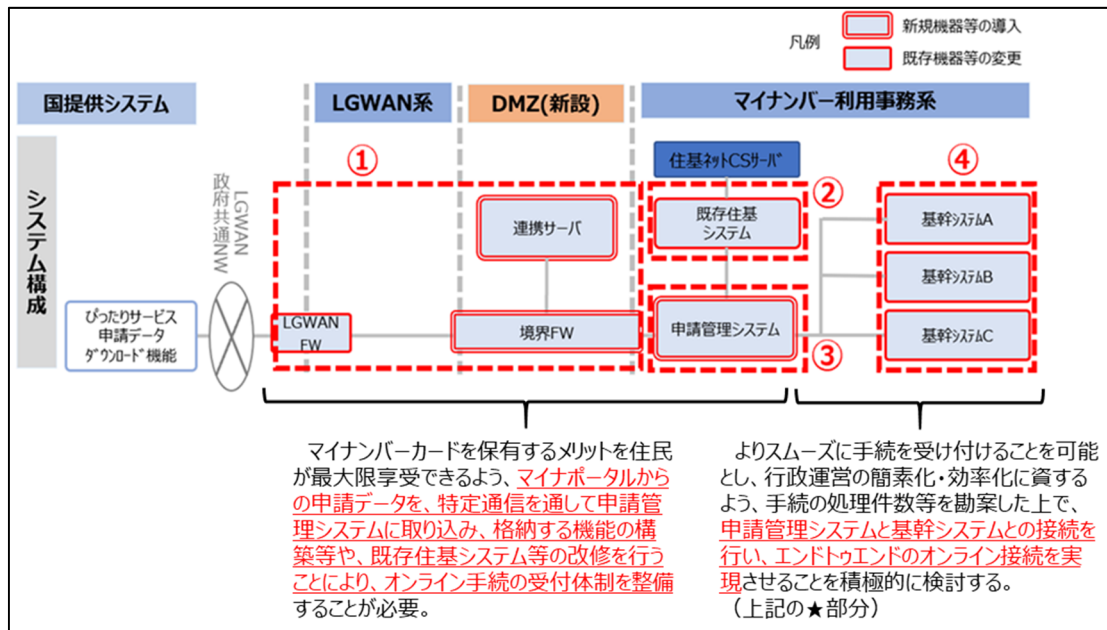 凡例
新規機器等の導入
既存機器等の変更
国提供システム
LGWAN系
DMZ(新設)
マイナンバー利用事務系
システム構成
①
②
③
④
住基ネットCSサーバ
LGWAN
政府共通NW
連携サーバ
既存住基
システム
基幹システムA
基幹システムB
基幹システムC
ぴったりサービス
申請データ
ダウンロード機能
LGWAN
FW
境界FW
申請管理システム
マイナンバーカードを保有するメリットを住民
が最大限享受できるよう、マイナポータルから
の申請データを、特定通信を通して申請管
理システムに取り込み、格納する機能の構
築等や、既存住基システム等の改修を行う
ことにより、オンライン手続の受付体制を整備
することが必要。
よりスムーズに手続を受け付けることを可能
とし、行政運営の簡素化・効率化に資する
よう、手続の処理件数等を勘案した上で、
申請管理システムと基幹システムとの接続を
行い、エンドトゥエンドのオンライン接続を実
現させることを積極的に検討する。
（上記の★部分）